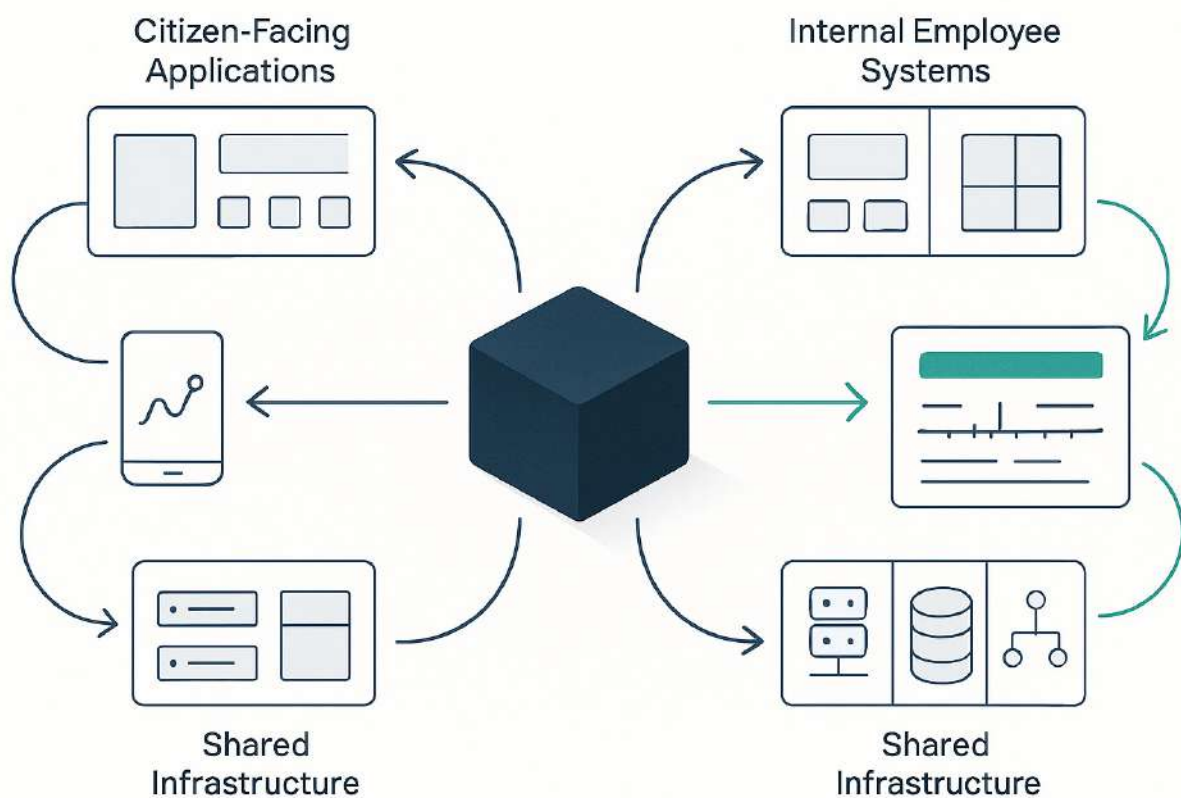 Citizen-Facing
Applications
Internal Employee
Systems
Shared
Infrastructure
Shared
Infrastructure